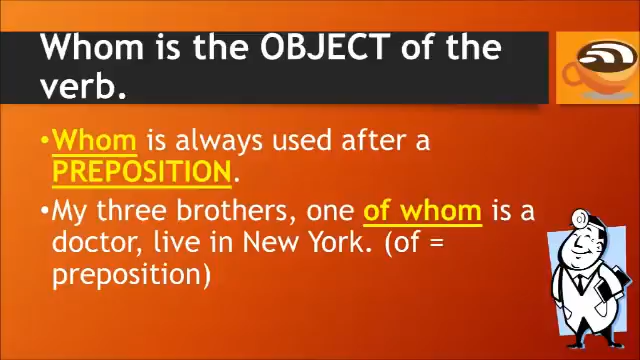 Whom is the OBJECT of the
verb.
•Whom is always used after a
PREPOSITION.
•My three brothers, one of whom is a
doctor, live in New York. (of =
preposition)